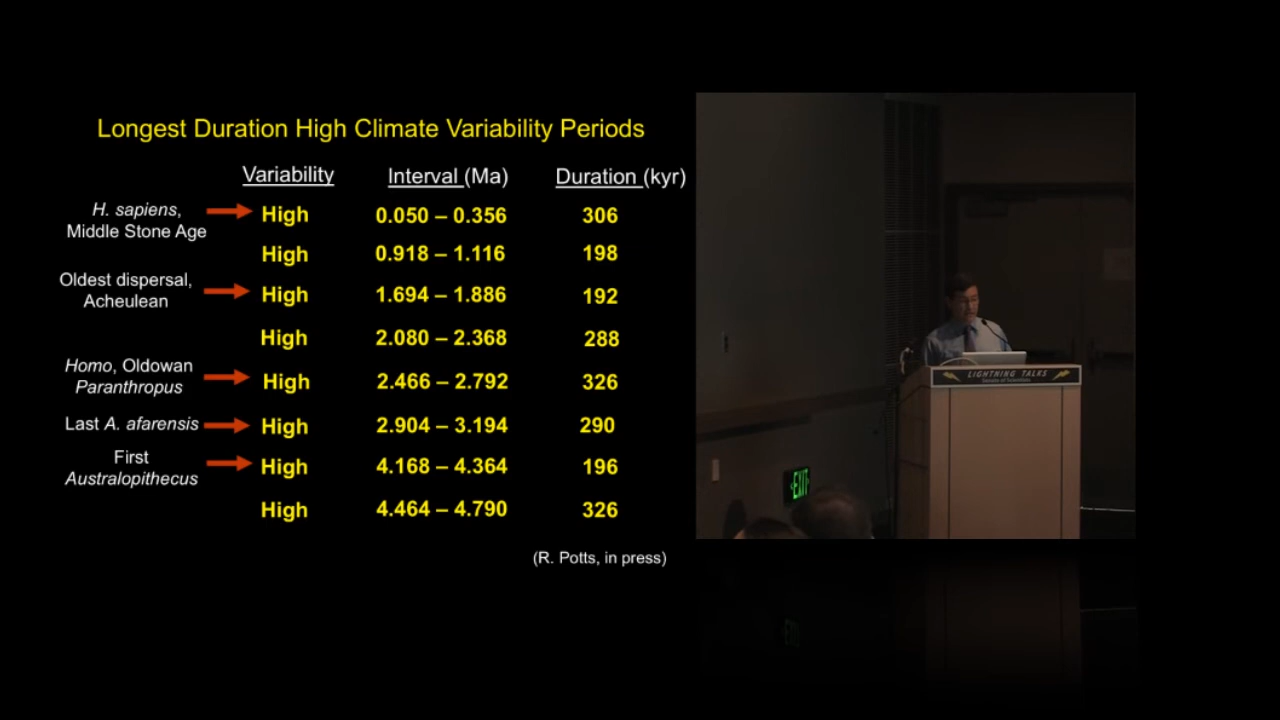 Longest Duration High Climate Variability Periods
Variability Interval (Ma) Duration (kyr)
H. sapiens,
Middle Stone Age
High 0.050 – 0.356 306
High 0.918 – 1.116 198
Oldest dispersal,
Acheulean
High 1.694 – 1.886 192
High 2.080 – 2.368 288
Homo, Oldowan
Paranthropus
High 2.466 – 2.792 326
Last A. afarensis High 2.904 – 3.194 290
First
Australopithecus
High 4.168 – 4.364 196
High 4.464 – 4.790 326
(R. Potts, in press)
LIGHTNING TALKS
Senate of Scientists
EXIT